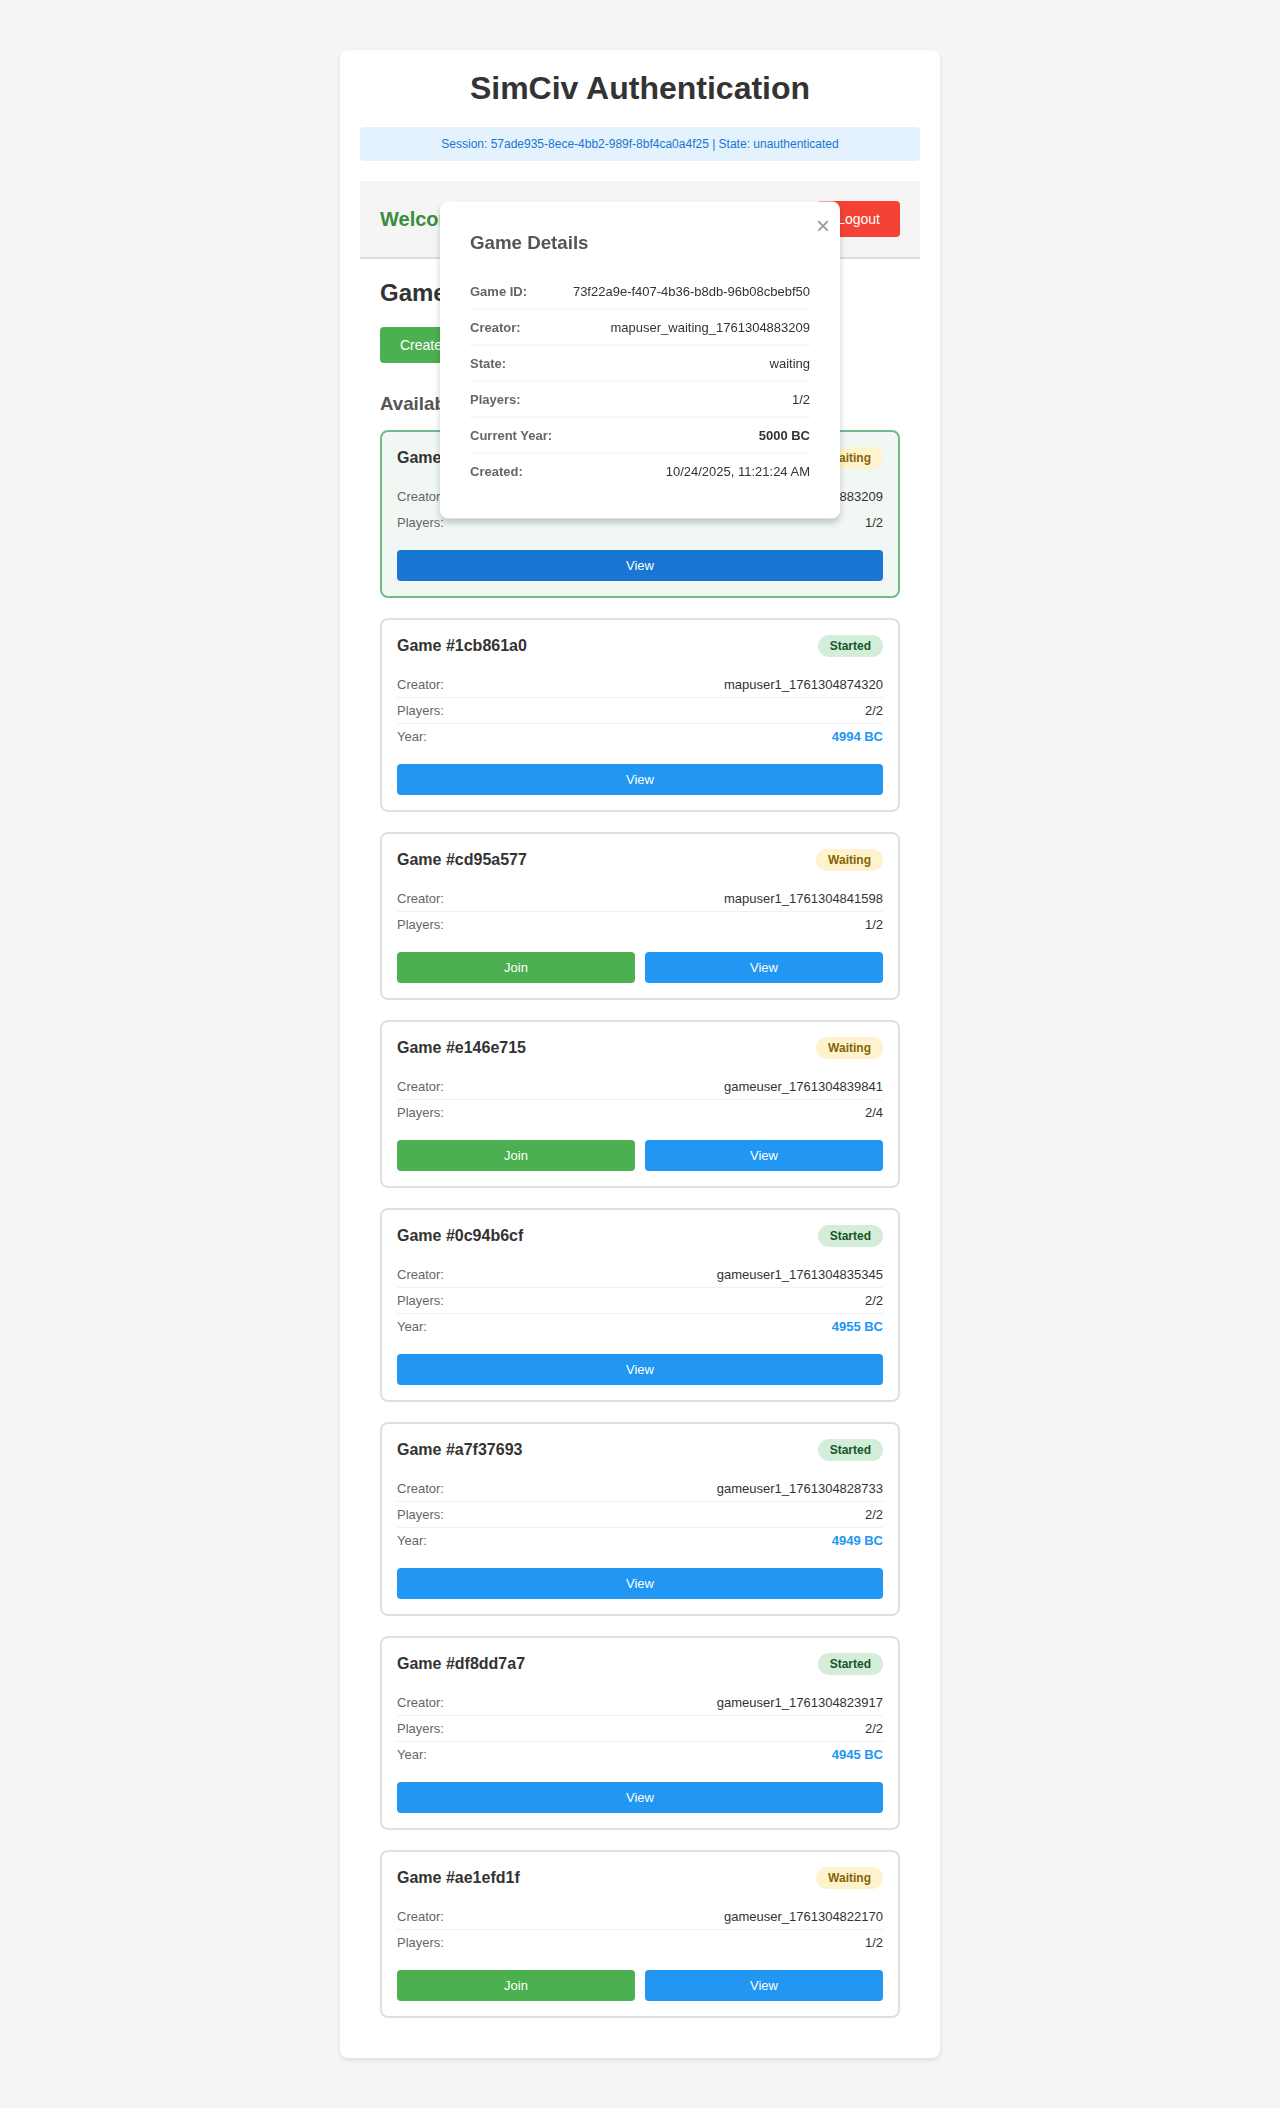 SimCiv Authentication
Session: 57ade935-8ece-4bb2-989f-8bf4ca0a4f25 | State: unauthenticated
Logout
×
Game Details
Game ID: 73f22a9e-f407-4b36-b8db-96b08cbebf50
Creator: mapuser_waiting_1761304883209
State: waiting
Players: 1/2
Current Year: 5000 BC
Created: 10/24/2025, 11:21:24 AM
Game
Create
Game
883209
Players: 1/2
View
Game #1cb861a0 Started
Creator: mapuser1_1761304874320
Players: 2/2
Year: 4994 BC
View
Game #cd95a577 Waiting
Creator: mapuser1_1761304841598
Players: 1/2
Join View
Game #e146e715 Waiting
Creator: gameuser_1761304839841
Players: 2/4
Join View
Game #0c94b6cf Started
Creator: gameuser1_1761304835345
Players: 2/2
Year: 4955 BC
View
Game #a7f37693 Started
Creator: gameuser1_1761304828733
Players: 2/2
Year: 4949 BC
View
Game #df8dd7a7 Started
Creator: gameuser1_1761304823917
Players: 2/2
Year: 4945 BC
View
Game #ae1efd1f Waiting
Creator: gameuser_1761304822170
Players: 1/2
Join View